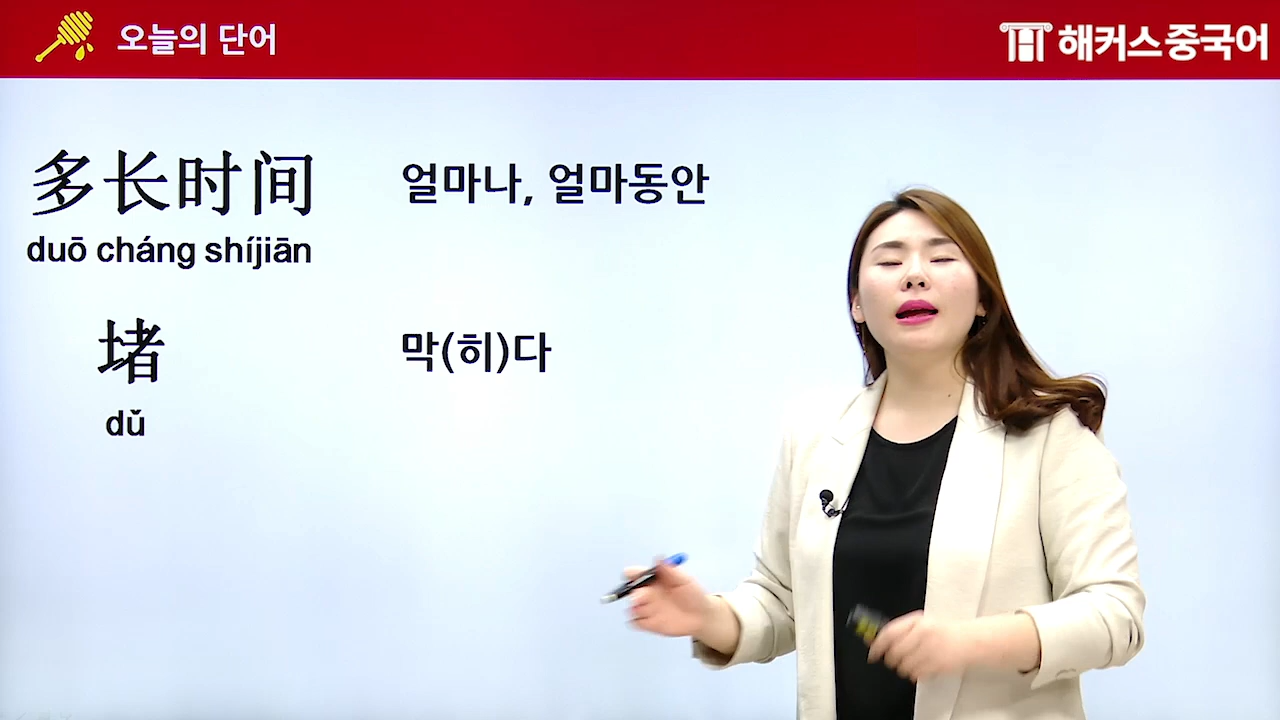 오늘의 단어
해커스중국어
多长时间 얼마나, 얼마동안
duō cháng shíjiān
堵 막(히)다
dǔ